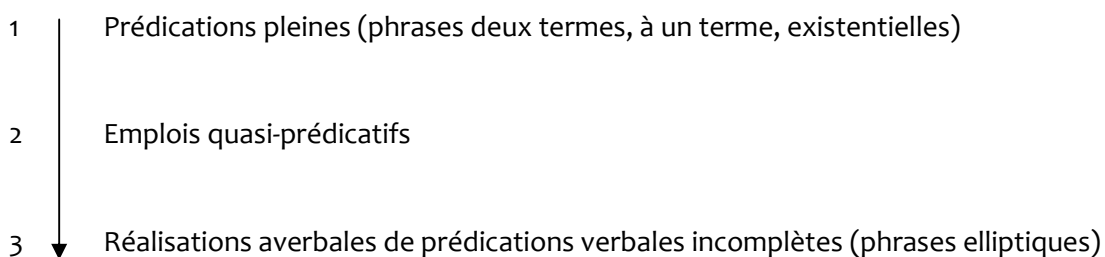 1 Prédications pleines (phrases deux termes, à un terme, existentielles)
2 Emplois quasi-prédicatifs
3 Réalisations averbales de prédications verbales incomplètes (phrases elliptiques)